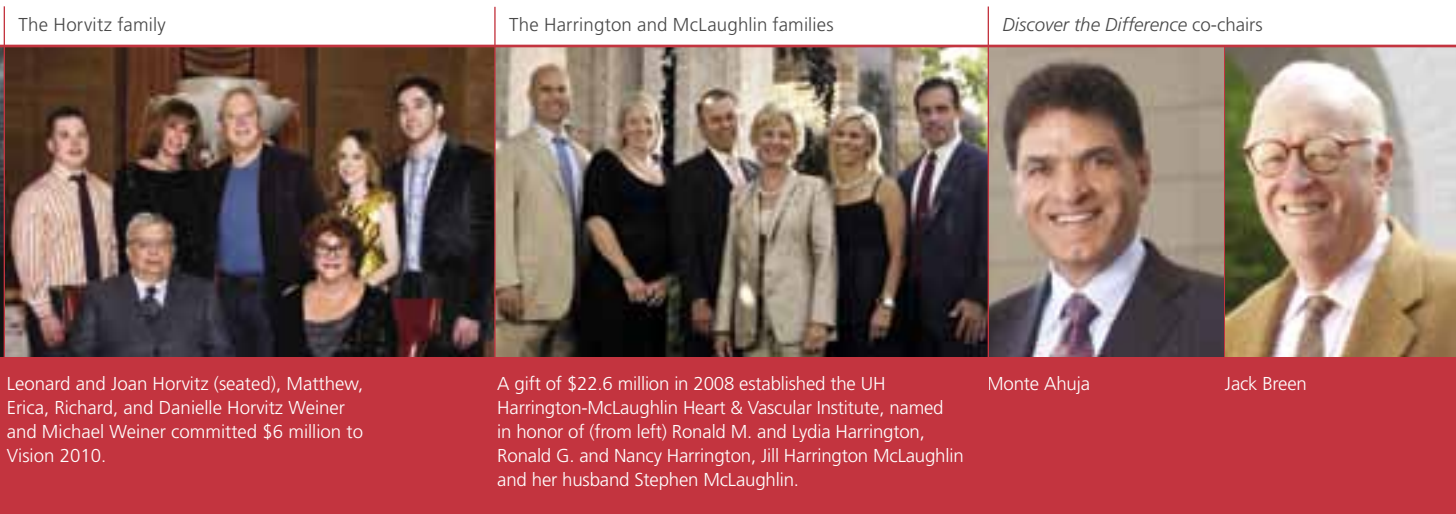 The Horvitz family
The Harrington and McLaughlin families
Discover the Difference co-chairs
Leonard and Joan Horvitz (seated), Matthew,
Erica, Richard, and Danielle Horvitz Weiner
and Michael Weiner committed $6 million to
Vision 2010.
A gift of $22.6 million in 2008 established the UH
Harrington-McLaughlin Heart & Vascular Institute, named
in honor of (from left) Ronald M. and Lydia Harrington,
Ronald G. and Nancy Harrington, Jill Harrington McLaughlin
and her husband Stephen McLaughlin.
Monte Ahuja
Jack Breen